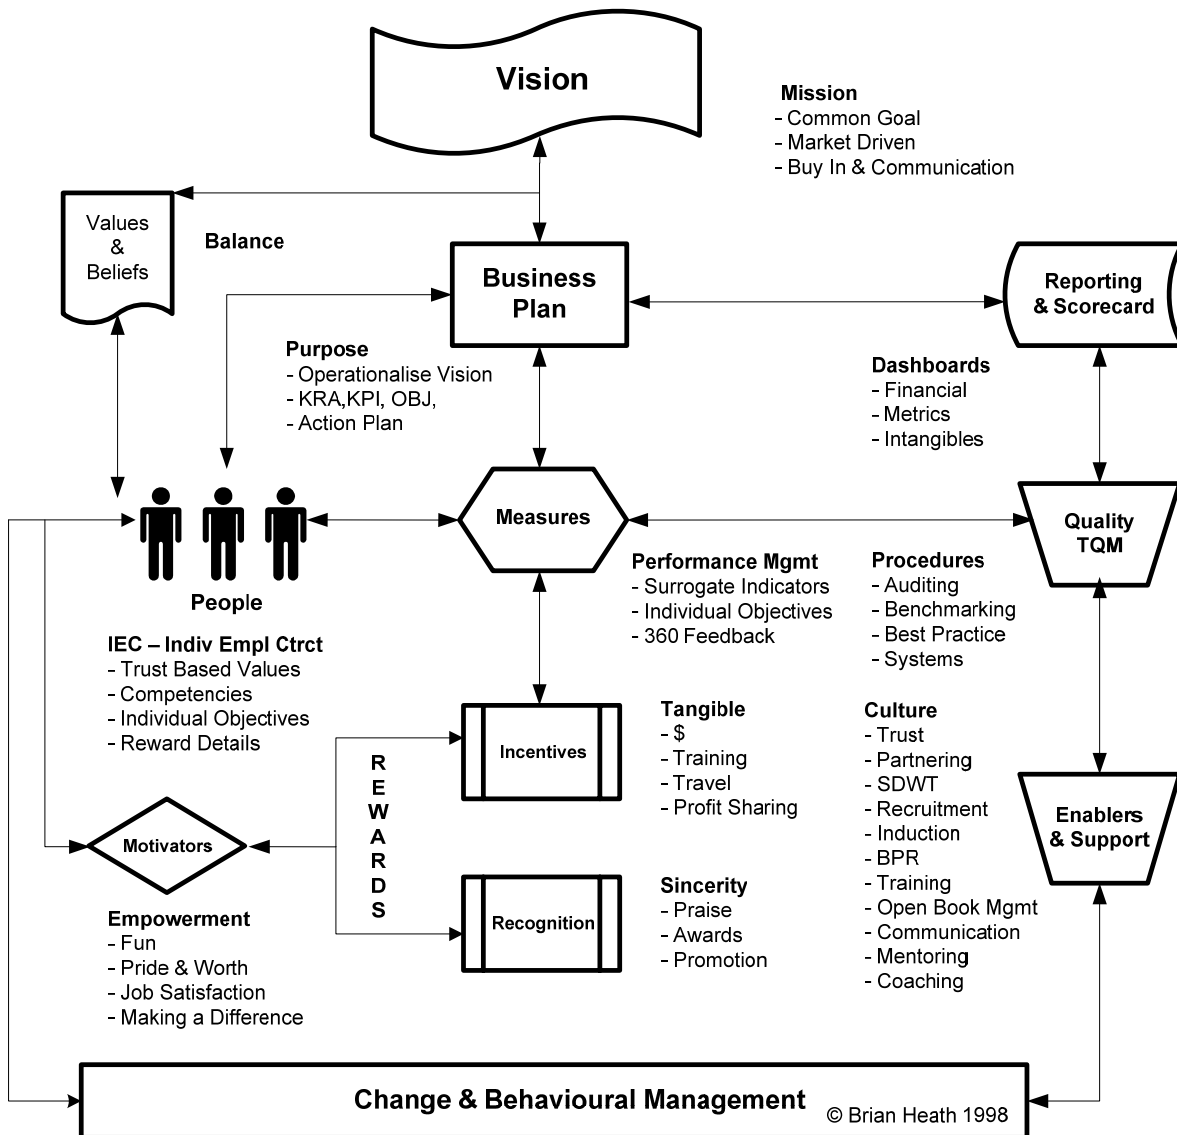 Vision
Mission
- Common Goal
- Market Driven
- Buy In & Communication
Values
&
Beliefs
Balance
Business
Plan
Reporting
& Scorecard
Purpose
- Operationalise Vision
- KRA,KPI, OBJ,
- Action Plan
Dashboards
- Financial
- Metrics
- Intangibles
People
Measures
Quality
TQM
Performance Mgmt
- Surrogate Indicators
- Individual Objectives
- 360 Feedback
Procedures
- Auditing
- Benchmarking
- Best Practice
- Systems
IEC – Indiv Empl Ctrct
- Trust Based Values
- Competencies
- Individual Objectives
- Reward Details
R
E
W
A
R
D
S
Incentives
Tangible
- $
- Training
- Travel
- Profit Sharing
Culture
- Trust
- Partnering
- SDWT
- Recruitment
- Induction
- BPR
- Training
- Open Book Mgmt
- Communication
- Mentoring
- Coaching
Enablers
& Support
Motivators
Empowerment
- Fun
- Pride & Worth
- Job Satisfaction
- Making a Difference
Recognition
Sincerity
- Praise
- Awards
- Promotion
Change & Behavioural Management
© Brian Heath 1998